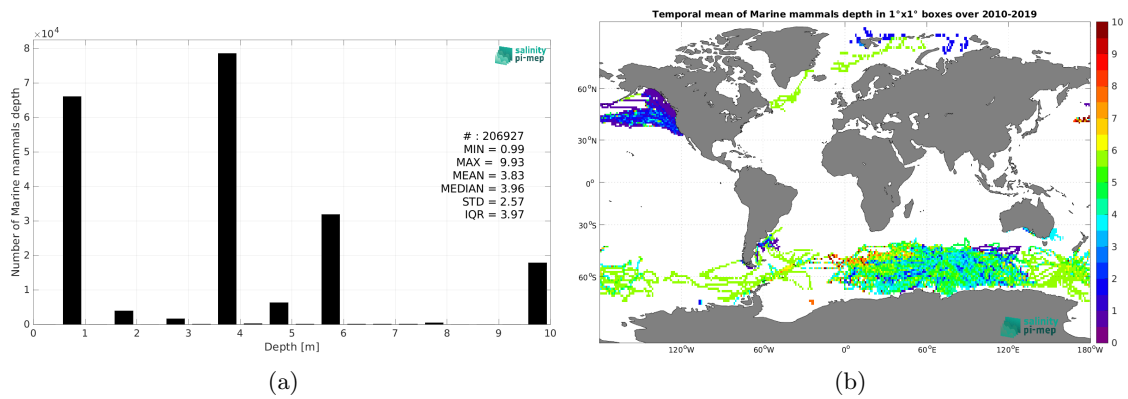 ×10⁴
9
8
7
6
5
4
3
2
1
0
Number of Marine mammals depth
0 1 2 3 4 5 6 7 8 9 10
Depth [m]
salinity
pi-mep
# : 206927
MIN = 0.99
MAX = 9.93
MEAN = 3.83
MEDIAN = 3.96
STD = 2.57
IQR = 3.97
(a)
Temporal mean of Marine mammals depth in 1°x1° boxes over 2010-2019
60°N
30°N
0°
30°S
60°S
120°W 60°W 0° 60°E 120°E 180°W
salinity
pi-mep
10
9
8
7
6
5
4
3
2
1
0
(b)